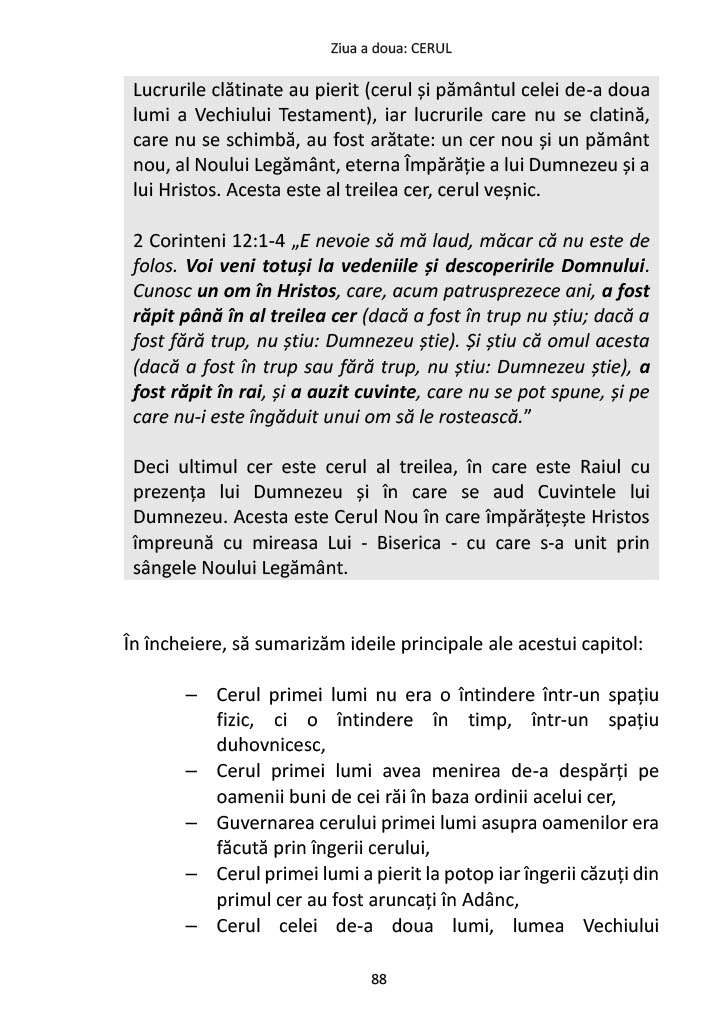 Ziua a doua: CERUL
Lucrurile clătinate au pierit (cerul și pământul celei de-a doua
lumi a Vechiului Testament), iar lucrurile care nu se clatină,
care nu se schimbă, au fost arătate: un cer nou și un pământ
nou, al Noului Legământ, eterna Împărăție a lui Dumnezeu și a
lui Hristos. Acesta este al treilea cer, cerul veșnic.
2 Corinteni 12:1-4 „E nevoie să mă laud, măcar că nu este de
folos. Voi veni totuși la vedeniile și descoperirile Domnului.
Cunosc un om în Hristos, care, acum patrusprezece ani, a fost
răpit până în al treilea cer (dacă a fost în trup nu știu; dacă a
fost fără trup, nu știu: Dumnezeu știe). Și știu că omul acesta
(dacă a fost în trup sau fără trup, nu știu: Dumnezeu știe), a
fost răpit în rai, și a auzit cuvinte, care nu se pot spune, și pe
care nu-i este îngăduit unui om să le rostească.”
Deci ultimul cer este cerul al treilea, în care este Raiul cu
prezența lui Dumnezeu și în care se aud Cuvintele lui
Dumnezeu. Acesta este Cerul Nou în care împărățește Hristos
împreună cu mireasa Lui - Biserica - cu care s-a unit prin
sângele Noului Legământ.
În încheiere, să sumarizăm ideile principale ale acestui capitol:
– Cerul primei lumi nu era o întindere într-un spațiu
fizic, ci o întindere în timp, într-un spațiu
duhovnicesc,
– Cerul primei lumi avea menirea de-a despărți pe
oamenii buni de cei răi în baza ordinii acelui cer,
– Guvernarea cerului primei lumi asupra oamenilor era
făcută prin îngerii cerului,
– Cerul primei lumi a pierit la potop iar îngerii căzuți din
primul cer au fost aruncați în Adânc,
– Cerul celei de-a doua lumi, lumea Vechiului
88